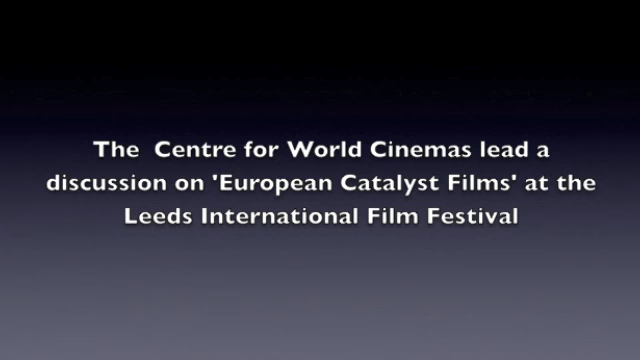 The  Centre for World Cinemas lead a
discussion on 'European Catalyst Films' at the
Leeds International Film Festival